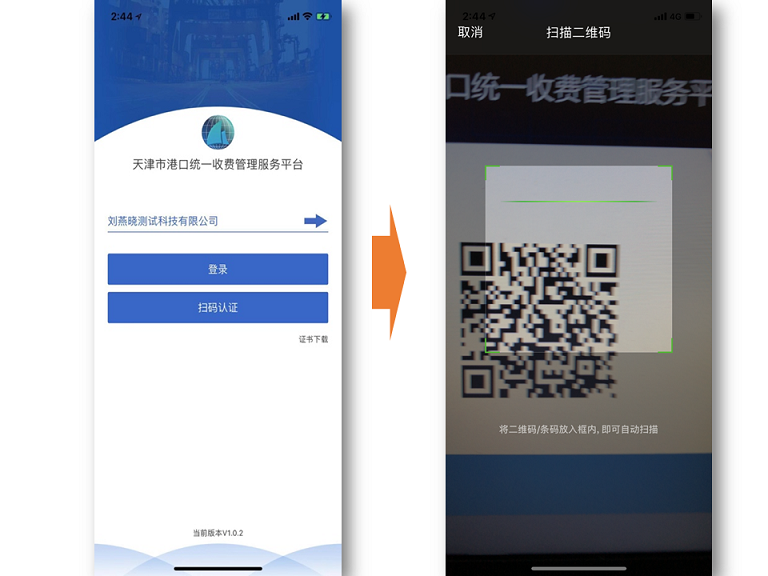 2:44
天津市港口统一收费管理服务平台
刘燕晓测试科技有限公司
登录
扫码认证
证书下载
当前版本V1.0.2
2:44
4G
取消
扫描二维码
口统一收费管理服务平
将二维码/条码放入框内, 即可自动扫描